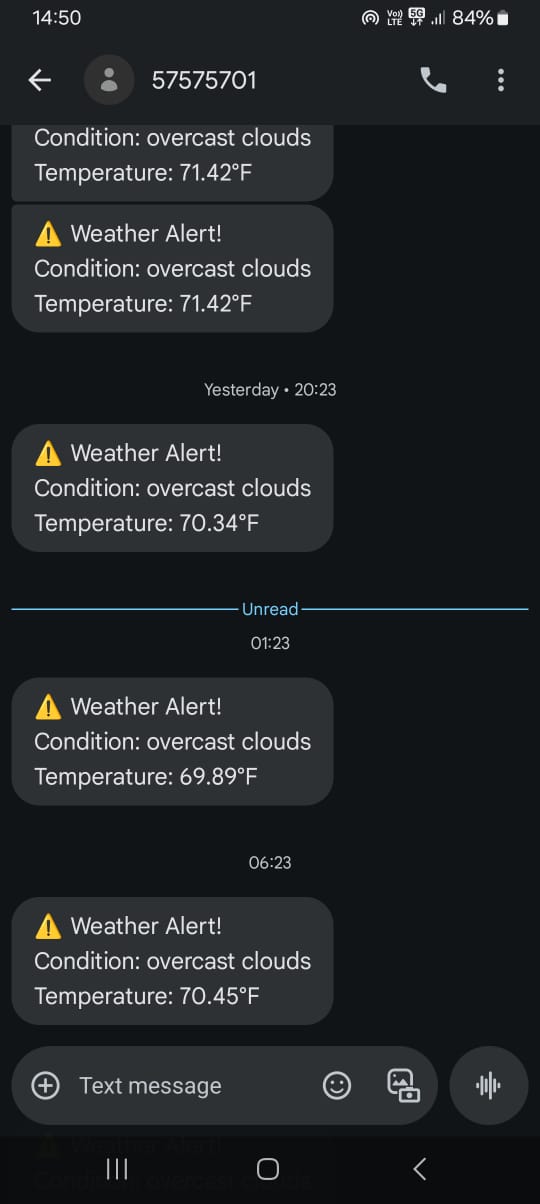 14:50
Vo)) LTE 5G 84%
57575701
Condition: overcast clouds
Temperature: 71.42°F
⚠️ Weather Alert!
Condition: overcast clouds
Temperature: 71.42°F
Yesterday • 20:23
⚠️ Weather Alert!
Condition: overcast clouds
Temperature: 70.34°F
Unread
01:23
⚠️ Weather Alert!
Condition: overcast clouds
Temperature: 69.89°F
06:23
⚠️ Weather Alert!
Condition: overcast clouds
Temperature: 70.45°F
Text message